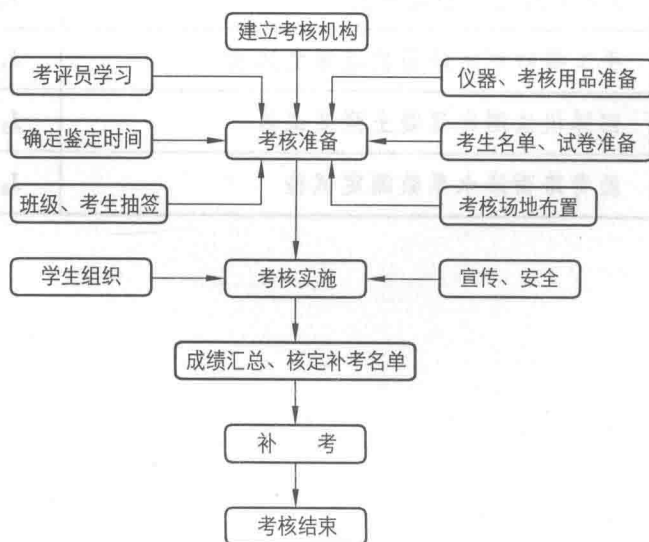 建立考核机构
考评员学习
仪器、考核用品准备
确定鉴定时间
考核准备
考生名单、试卷准备
班级、考生抽签
考核场地布置
学生组织
考核实施
宣传、安全
成绩汇总、核定补考名单
补 考
考核结束